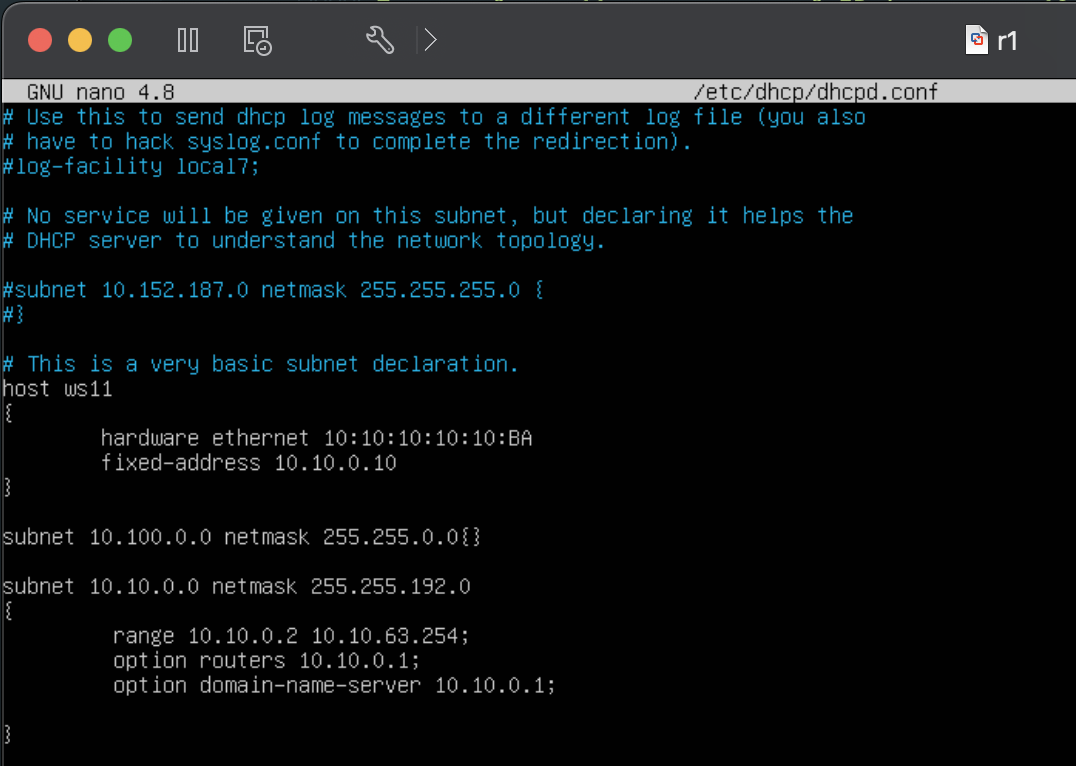 r1
GNU nano 4.8 /etc/dhcp/dhcpd.conf
# Use this to send dhcp log messages to a different log file (you also
# have to hack syslog.conf to complete the redirection).
#log-facility local7;
# No service will be given on this subnet, but declaring it helps the
# DHCP server to understand the network topology.
#subnet 10.152.187.0 netmask 255.255.255.0 {
#}
# This is a very basic subnet declaration.
host ws11
{
hardware ethernet 10:10:10:10:10:BA
fixed-address 10.10.0.10
}
subnet 10.100.0.0 netmask 255.255.0.0{}
subnet 10.10.0.0 netmask 255.255.192.0
{
range 10.10.0.2 10.10.63.254;
option routers 10.10.0.1;
option domain-name-server 10.10.0.1;
}